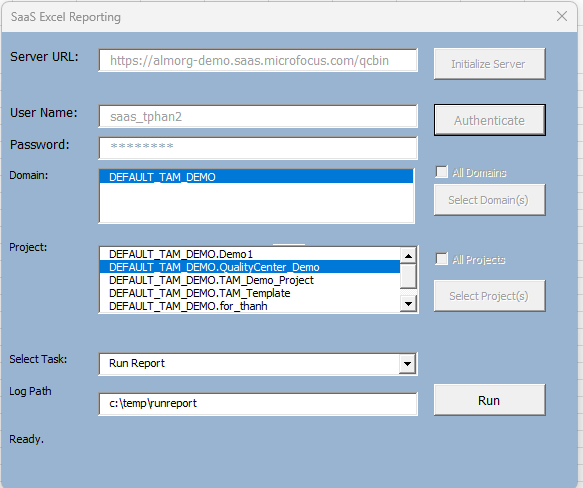 SaaS Excel Reporting
Server URL:
https://almorg-demo.saas.microfocus.com/qcbin
Initialize Server
User Name:
saas_tphan2
Authenticate
Password:
********
Domain:
DEFAULT_TAM_DEMO
All Domains
Select Domain(s)
Project:
DEFAULT_TAM_DEMO.Demo1
DEFAULT_TAM_DEMO.QualityCenter_Demo
DEFAULT_TAM_DEMO.TAM_Demo_Project
DEFAULT_TAM_DEMO.TAM_Template
DEFAULT_TAM_DEMO.for_thanh
All Projects
Select Project(s)
Select Task:
Run Report
Log Path
c:\temp\runreport
Run
Ready.